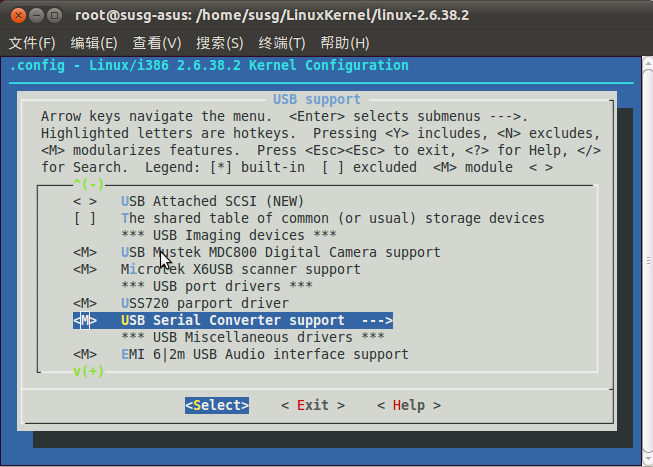 root@susg-asus: /home/susg/LinuxKernel/linux-2.6.38.2
文件(F) 编辑(E) 查看(V) 搜索(S) 终端(T) 帮助(H)
.config - Linux/i386 2.6.38.2 Kernel Configuration
USB support
Arrow keys navigate the menu.  <Enter> selects submenus --->.
Highlighted letters are hotkeys.  Pressing <Y> includes, <N> excludes,
<M> modularizes features.  Press <Esc><Esc> to exit, <?> for Help, </>
for Search.  Legend: [*] built-in  [ ] excluded  <M> module  < >
^(-)
< >   USB Attached SCSI (NEW)
[ ]   The shared table of common (or usual) storage devices
*** USB Imaging devices ***
<M>   USB Mustek MDC800 Digital Camera support
<M>   Microtek X6USB scanner support
*** USB port drivers ***
<M>   USS720 parport driver
<M>   USB Serial Converter support  --->
*** USB Miscellaneous drivers ***
<M>   EMI 6|2m USB Audio interface support
v(+)
<Select>    < Exit >    < Help >